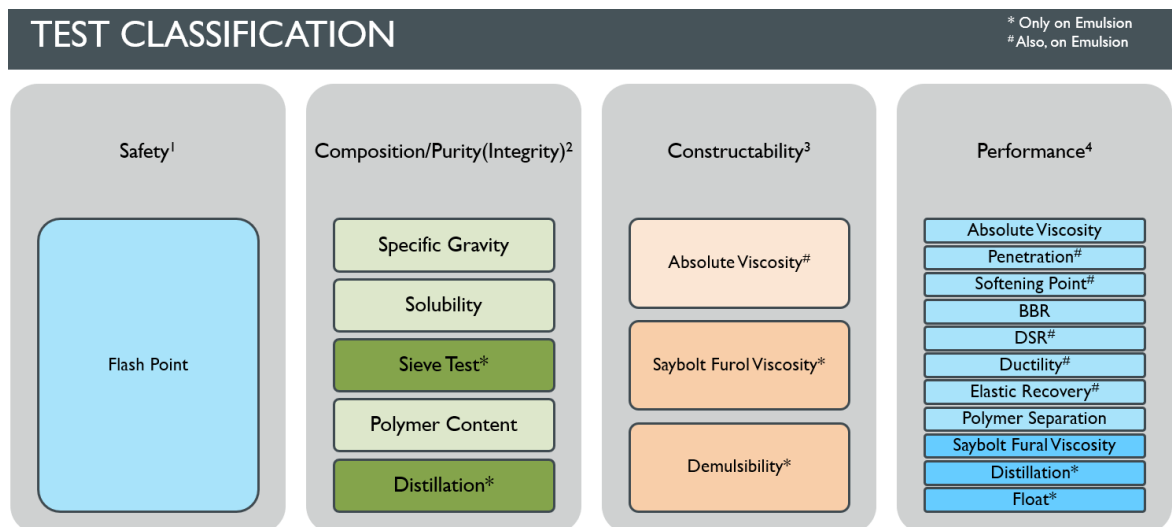 TEST CLASSIFICATION
* Only on Emulsion
# Also, on Emulsion
Safety¹
Flash Point
Composition/Purity(Integrity)²
Specific Gravity
Solubility
Sieve Test*
Polymer Content
Distillation*
Constructability³
Absolute Viscosity#
Saybolt Furol Viscosity*
Demulsibility*
Performance⁴
Absolute Viscosity
Penetration#
Softening Point#
BBR
DSR#
Ductility#
Elastic Recovery#
Polymer Separation
Saybolt Fural Viscosity
Distillation*
Float*